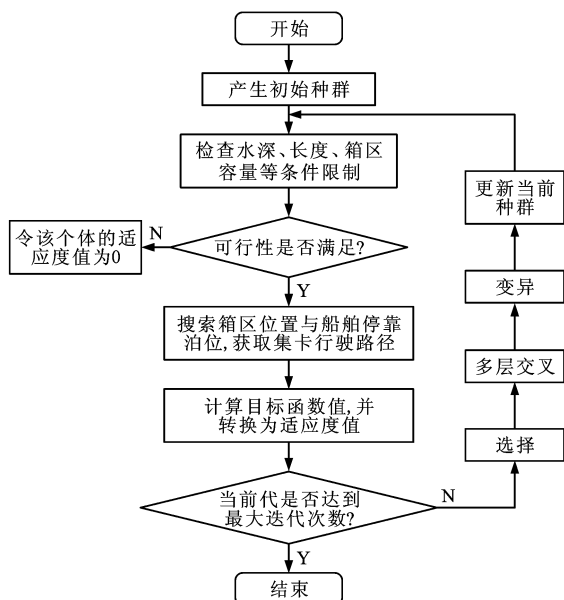 开始
产生初始种群
检查水深、长度、箱区
容量等条件限制
可行性是否满足?
N
令该个体的适
应度值为0
Y
搜索箱区位置与船舶停靠
泊位,获取集卡行驶路径
计算目标函数值,并
转换为适应度值
当前代是否达到
最大迭代次数?
N
选择
多层交叉
变异
更新当前
种群
Y
结束